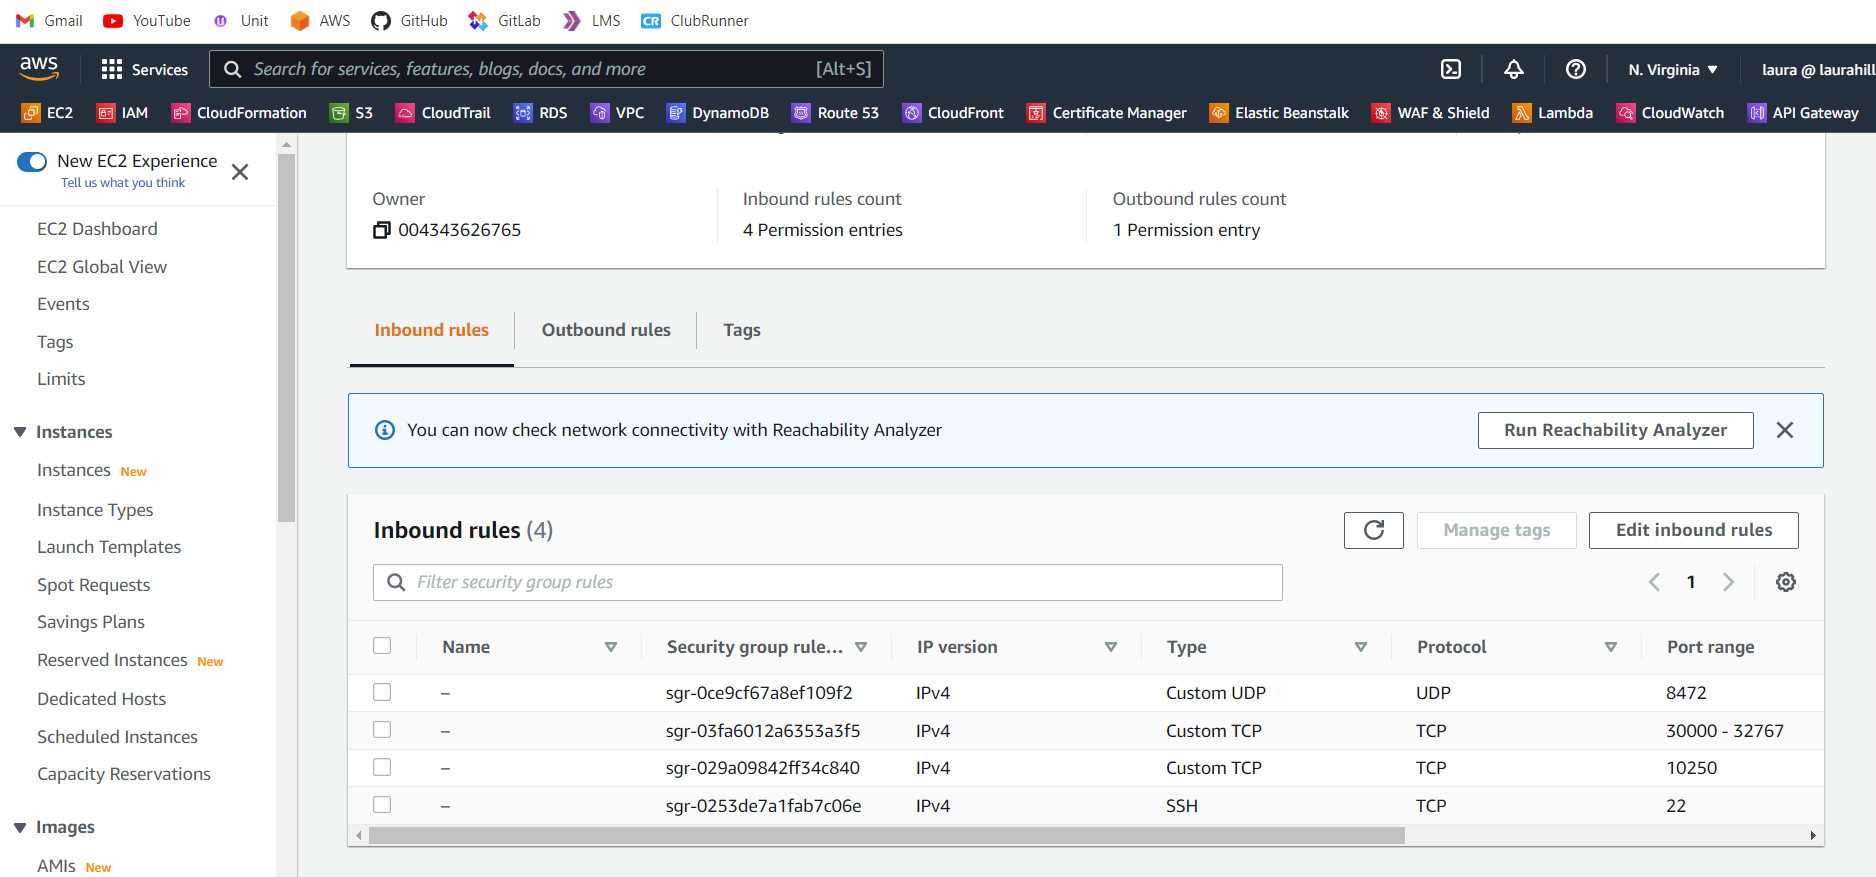 Gmail YouTube Unit AWS GitHub GitLab LMS CR ClubRunner
aws Services Search for services, features, blogs, docs, and more [Alt+S] N. Virginia laura @ laurahill
EC2 IAM CloudFormation S3 CloudTrail RDS VPC DynamoDB Route 53 CloudFront Certificate Manager Elastic Beanstalk WAF & Shield Lambda CloudWatch API Gateway
New EC2 Experience
Tell us what you think
EC2 Dashboard
EC2 Global View
Events
Tags
Limits
Instances
Instances New
Instance Types
Launch Templates
Spot Requests
Savings Plans
Reserved Instances New
Dedicated Hosts
Scheduled Instances
Capacity Reservations
Images
AMIs New
Owner Inbound rules count Outbound rules count
004343626765 4 Permission entries 1 Permission entry
Inbound rules Outbound rules Tags
You can now check network connectivity with Reachability Analyzer Run Reachability Analyzer
Inbound rules (4) Manage tags Edit inbound rules
Filter security group rules 1
Name Security group rule... IP version Type Protocol Port range
– sgr-0ce9cf67a8ef109f2 IPv4 Custom UDP UDP 8472
– sgr-03fa6012a6353a3f5 IPv4 Custom TCP TCP 30000 - 32767
– sgr-029a09842ff34c840 IPv4 Custom TCP TCP 10250
– sgr-0253de7a1fab7c06e IPv4 SSH TCP 22